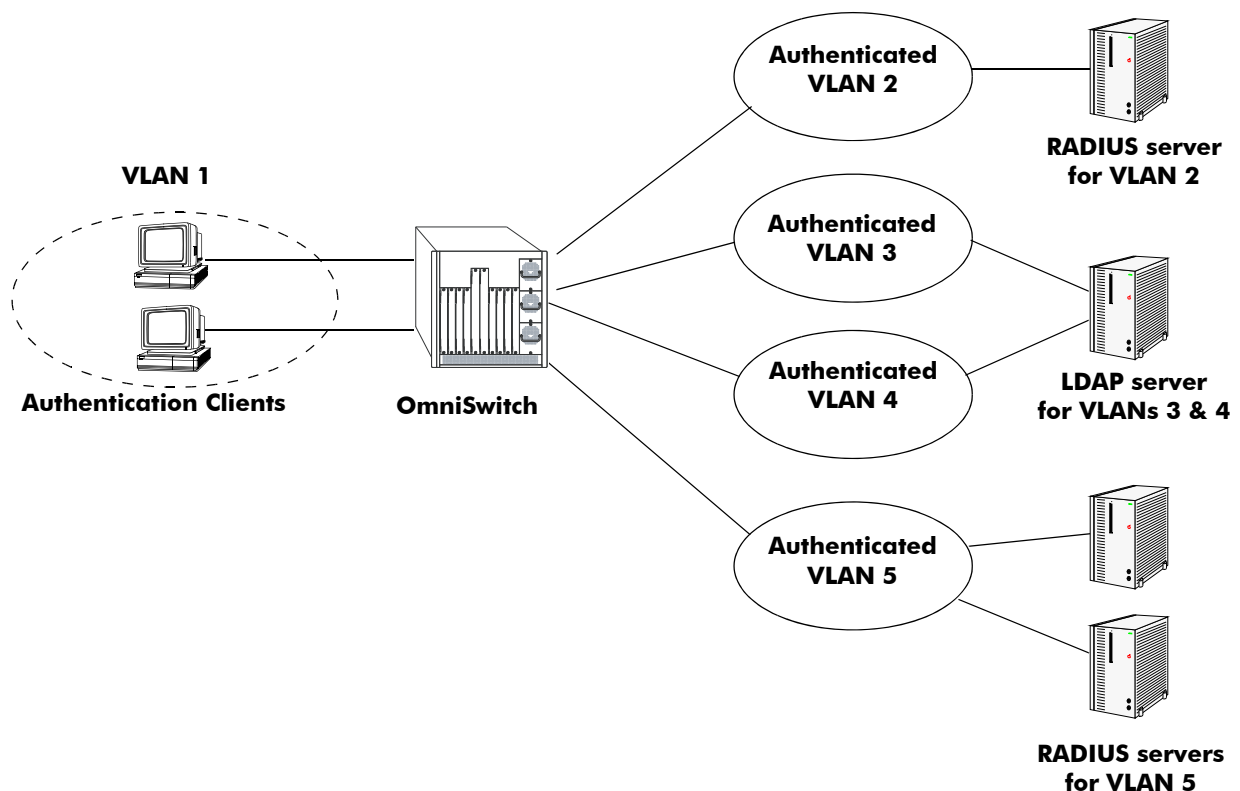 VLAN 1
Authentication Clients
OmniSwitch
Authenticated
VLAN 2
RADIUS server
for VLAN 2
Authenticated
VLAN 3
Authenticated
VLAN 4
LDAP server
for VLANs 3 & 4
Authenticated
VLAN 5
RADIUS servers
for VLAN 5